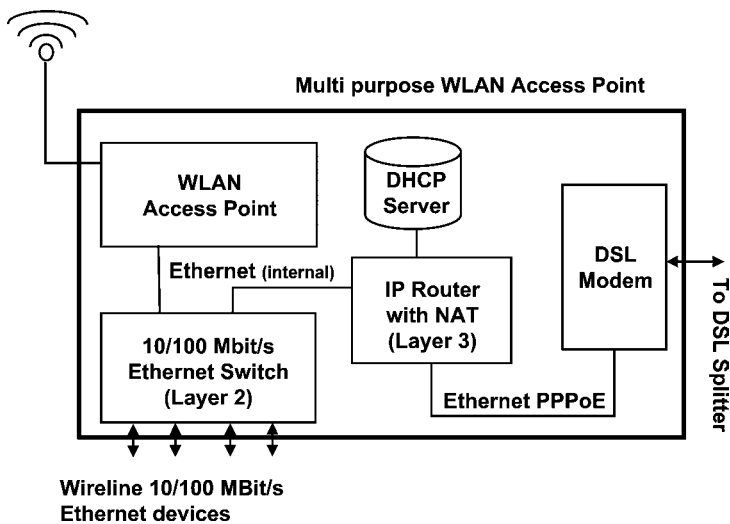 Multi purpose WLAN Access Point
WLAN
Access Point
DHCP
Server
DSL
Modem
Ethernet (internal)
IP Router
with NAT
(Layer 3)
10/100 Mbit/s
Ethernet Switch
(Layer 2)
Ethernet PPPoE
To DSL Splitter
Wireline 10/100 MBit/s
Ethernet devices